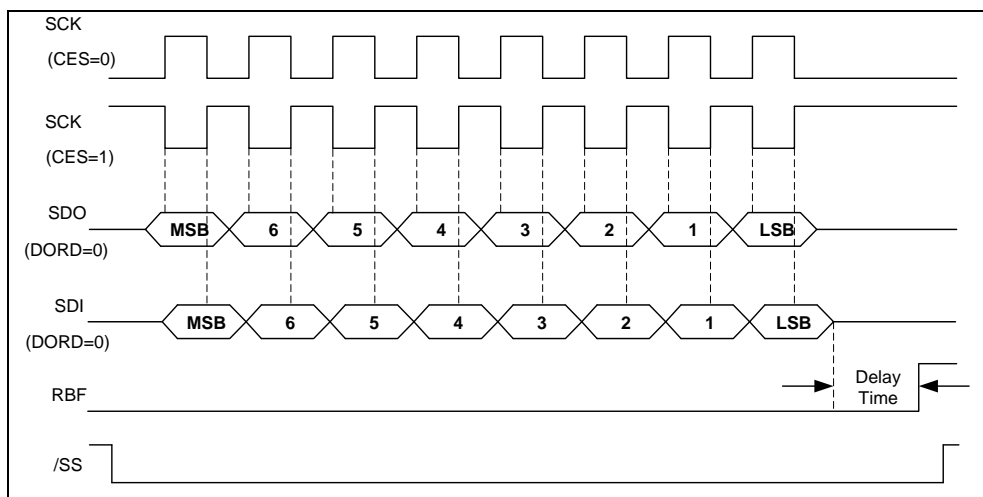 SCK
(CES=0)
SCK
(CES=1)
SDO
(DORD=0)
MSB 6 5 4 3 2 1 LSB
SDI
(DORD=0)
MSB 6 5 4 3 2 1 LSB
RBF
Delay
Time
/SS